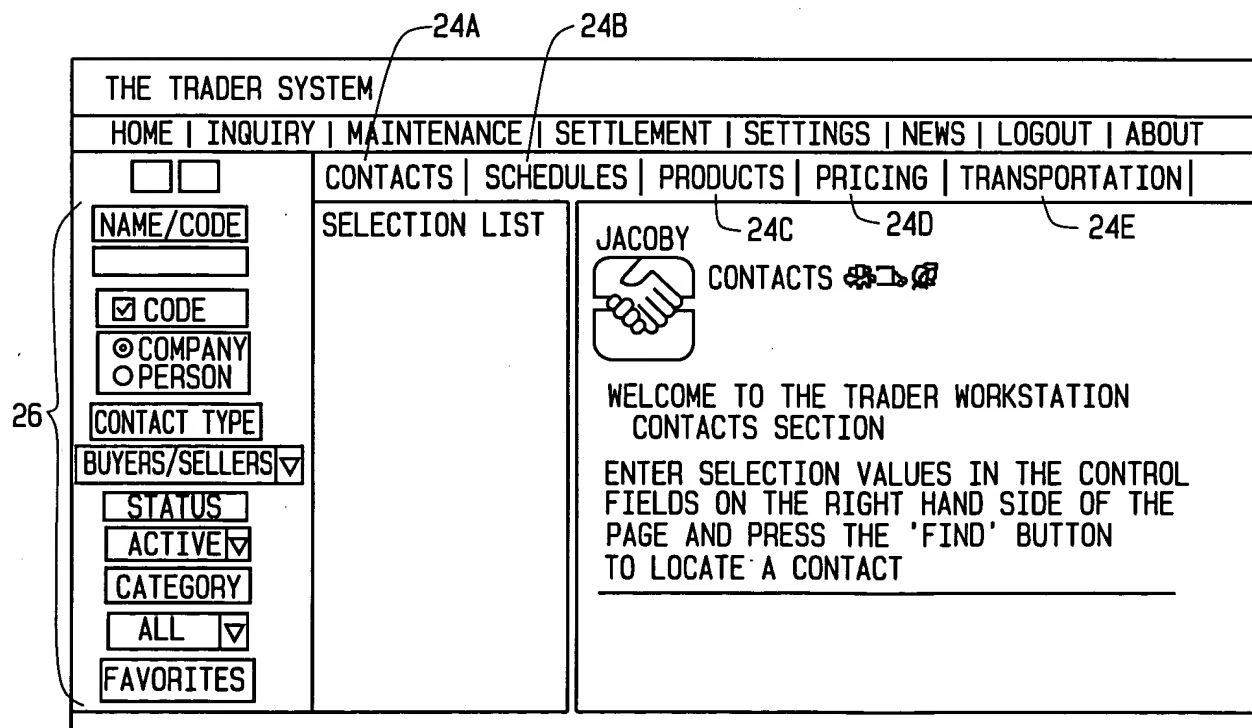 24A 24B
THE TRADER SYSTEM
HOME | INQUIRY | MAINTENANCE | SETTLEMENT | SETTINGS | NEWS | LOGOUT | ABOUT
CONTACTS | SCHEDULES | PRODUCTS | PRICING | TRANSPORTATION |
24C 24D 24E
26
NAME/CODE
CODE
COMPANY
PERSON
CONTACT TYPE
BUYERS/SELLERS
STATUS
ACTIVE
CATEGORY
ALL
FAVORITES
SELECTION LIST
JACOBY
CONTACTS
WELCOME TO THE TRADER WORKSTATION
CONTACTS SECTION
ENTER SELECTION VALUES IN THE CONTROL
FIELDS ON THE RIGHT HAND SIDE OF THE
PAGE AND PRESS THE 'FIND' BUTTON
TO LOCATE A CONTACT